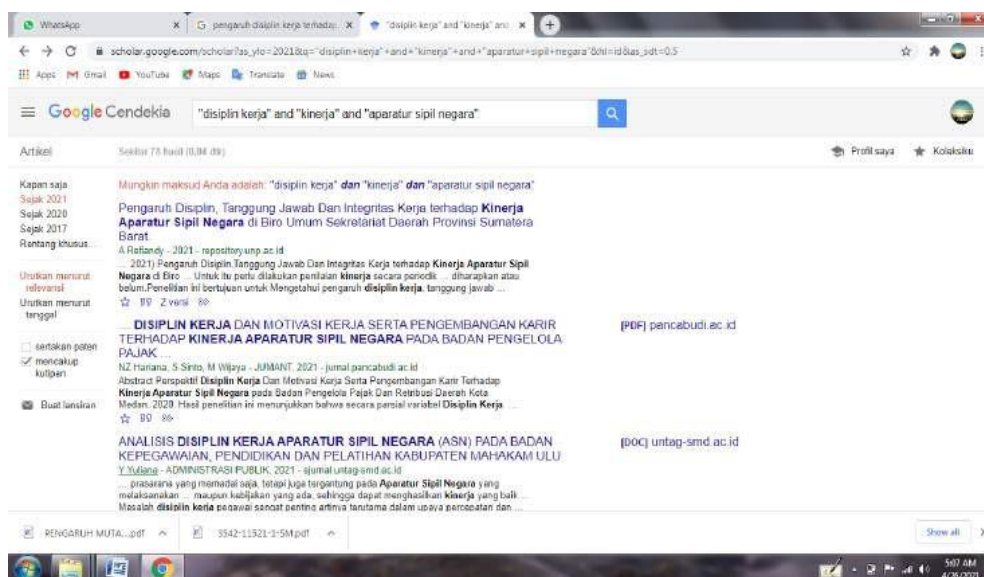 WhatsApp
pengaruh disiplin kerja terhadap
"disiplin kerja" and "kinerja" and
scholar.google.com/scholar?as_ylo=2021&q="disiplin+kerja"+and+"kinerja"+and+"aparatur+sipil+negara"&hl=id&as_sdt=0.5
Apps Gmail YouTube Maps Translate News
Google Cendekia
"disiplin kerja" and "kinerja" and "aparatur sipil negara"
Artikel
Sekitar 78 hasil (0,04 dtk)
Profil saya
Koleksiku
Kapan saja
Sejak 2021
Sejak 2020
Sejak 2017
Rentang khusus...
Urutkan menurut
relevansi
Urutkan menurut
tanggal
sertakan paten
mencakup
kutipan
Buat lansiran
Mungkin maksud Anda adalah: "disiplin kerja" dan "kinerja" dan "aparatur sipil negara"
Pengaruh Disiplin, Tanggung Jawab Dan Integritas Kerja terhadap Kinerja
Aparatur Sipil Negara di Biro Umum Sekretariat Daerah Provinsi Sumatera
Barat
A Refiandy - 2021 - repository.unp.ac.id
... 2021) Pengaruh Disiplin,Tanggung Jawab Dan Integritas Kerja terhadap Kinerja Aparatur Sipil
Negara di Biro ... Untuk itu perlu dilakukan penilaian kinerja secara periodik ... diharapkan atau
belum.Penelitian ini bertujuan untuk Mengetahui pengaruh disiplin kerja, tanggung jawab ...
2 versi
... DISIPLIN KERJA DAN MOTIVASI KERJA SERTA PENGEMBANGAN KARIR
TERHADAP KINERJA APARATUR SIPIL NEGARA PADA BADAN PENGELOLA
PAJAK ...
NZ Hariana, S Sinto, M Wijaya - JUMANT, 2021 - jurnal.pancabudi.ac.id
Abstract Perspektif Disiplin Kerja Dan Motivasi Kerja Serta Pengembangan Karir Terhadap
Kinerja Aparatur Sipil Negara pada Badan Pengelola Pajak Dan Retribusi Daerah Kota
Medan. 2020. Hasil penelitian ini menunjukkan bahwa secara parsial variabel Disiplin Kerja ...
[PDF] pancabudi.ac.id
ANALISIS DISIPLIN KERJA APARATUR SIPIL NEGARA (ASN) PADA BADAN
KEPEGAWAIAN, PENDIDIKAN DAN PELATIHAN KABUPATEN MAHAKAM ULU
Y Yuliana - ADMINISTRASI PUBLIK, 2021 - ejurnal.untag-smd.ac.id
... prasarana yang memadai saja, tetapi juga tergantung pada Aparatur Sipil Negara yang
melaksanakan ... maupun kebijakan yang ada, sehingga dapat menghasilkan kinerja yang baik ...
Masalah disiplin kerja pegawai sangat penting artinya terutama dalam upaya percepatan dan ...
[DOC] untag-smd.ac.id
PENGARUH MUTA....pdf
3542-11521-1-SM.pdf
Show all
5:07 AM
4/26/2021